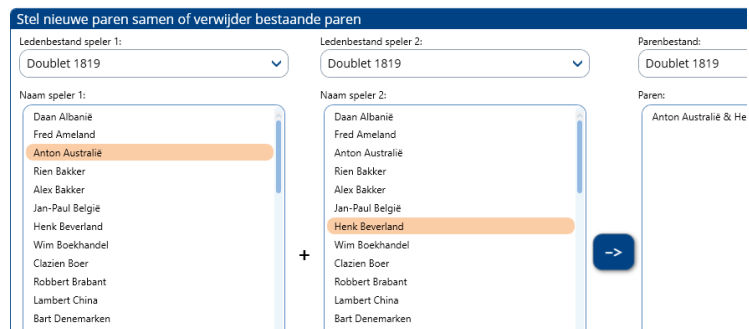 Stel nieuwe paren samen of verwijder bestaande paren
Ledenbestand speler 1:
Doublet 1819
Naam speler 1:
Daan Albanië
Fred Ameland
Anton Australië
Rien Bakker
Alex Bakker
Jan-Paul België
Henk Beverland
Wim Boekhandel
Clazien Boer
Robbert Brabant
Lambert China
Bart Denemarken
+
Ledenbestand speler 2:
Doublet 1819
Naam speler 2:
Daan Albanië
Fred Ameland
Anton Australië
Rien Bakker
Alex Bakker
Jan-Paul België
Henk Beverland
Wim Boekhandel
Clazien Boer
Robbert Brabant
Lambert China
Bart Denemarken
–>
Parenbestand:
Doublet 1819
Paren:
Anton Australië & He